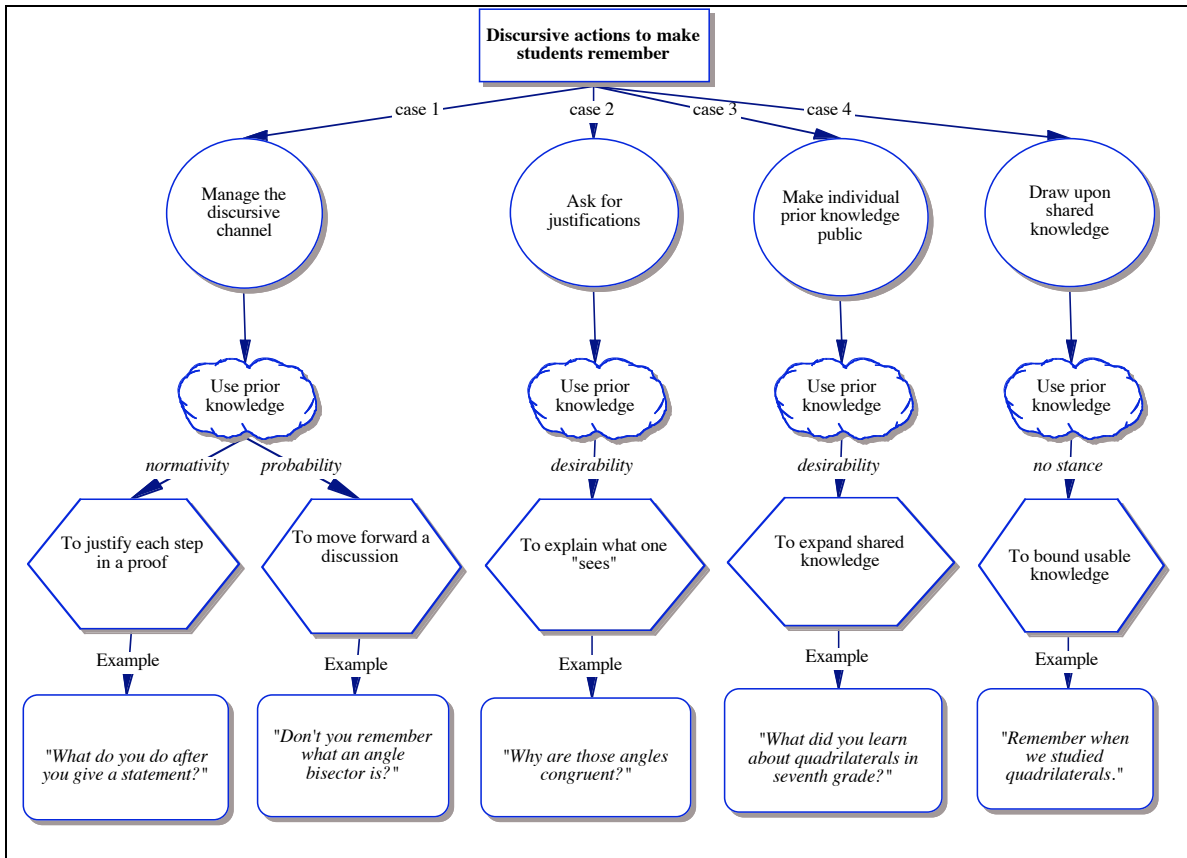 Discursive actions to make
students remember
case 1
case 2
case 3
case 4
Manage the
discursive
channel
Ask for
justifications
Make individual
prior knowledge
public
Draw upon
shared
knowledge
Use prior
knowledge
Use prior
knowledge
Use prior
knowledge
Use prior
knowledge
normativity
probability
desirability
desirability
no stance
To justify each step
in a proof
To move forward a
discussion
To explain what one
"sees"
To expand shared
knowledge
To bound usable
knowledge
Example
Example
Example
Example
Example
"What do you do after
you give a statement?"
"Don't you remember
what an angle
bisector is?"
"Why are those angles
congruent?"
"What did you learn
about quadrilaterals in
seventh grade?"
"Remember when
we studied
quadrilaterals."